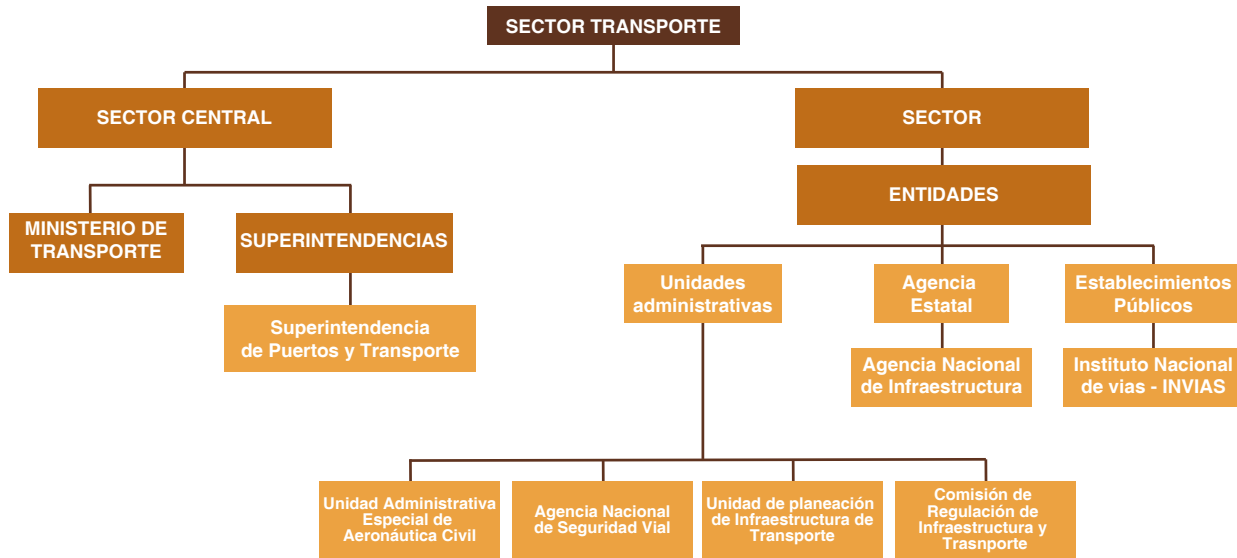 SECTOR TRANSPORTE
SECTOR CENTRAL
SECTOR
ENTIDADES
MINISTERIO DE
TRANSPORTE
SUPERINTENDENCIAS
Superintendencia
de Puertos y Transporte
Unidades
administrativas
Agencia
Estatal
Establecimientos
Públicos
Agencia Nacional
de Infraestructura
Instituto Nacional
de vias - INVIAS
Unidad Administrativa
Especial de
Aeronáutica Civil
Agencia Nacional
de Seguridad Vial
Unidad de planeación
de Infraestructura de
Transporte
Comisión de
Regulación de
Infraestructura y
Trasnporte